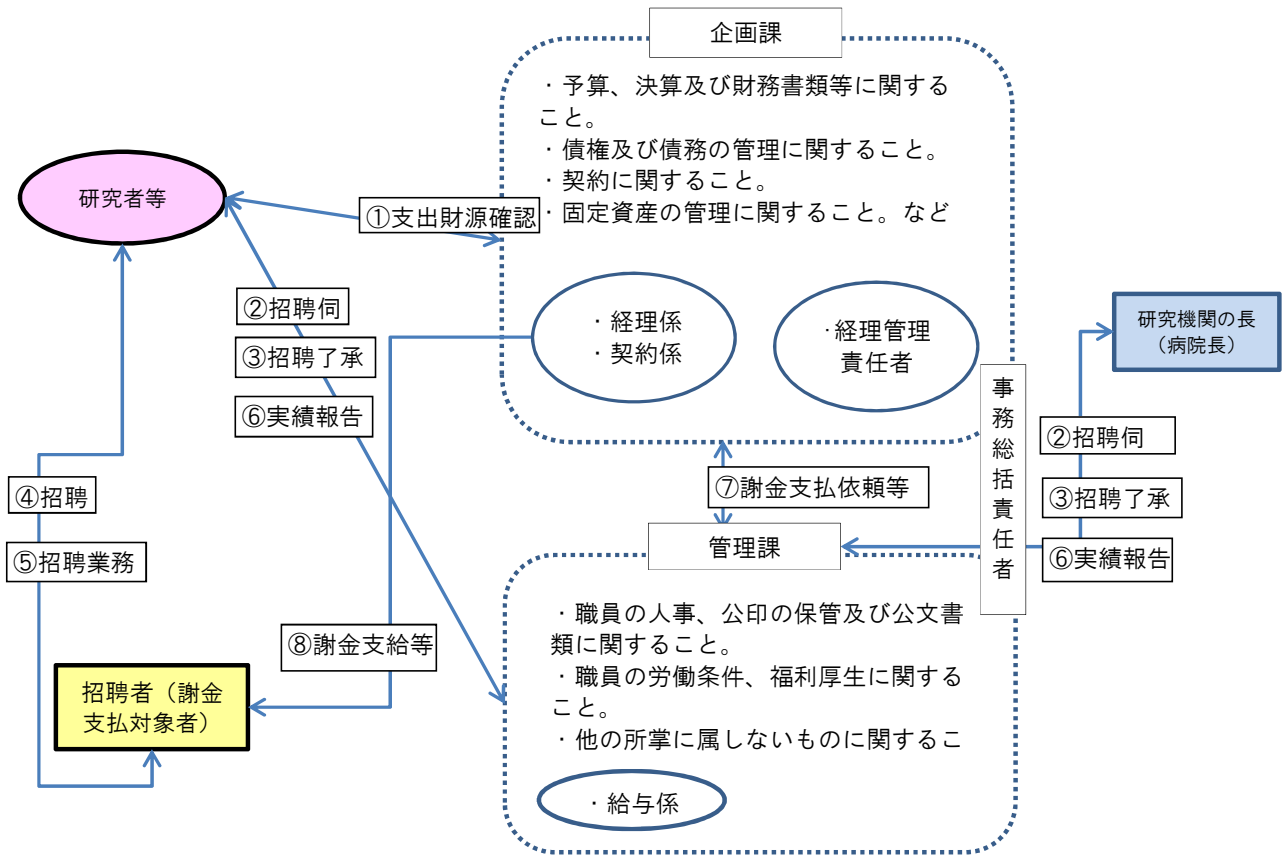 企画課
・予算、決算及び財務書類等に関する
こと。
・債権及び債務の管理に関すること。
・契約に関すること。
・固定資産の管理に関すること。など
研究者等
①支出財源確認
②招聘伺
③招聘了承
⑥実績報告
・経理係
・契約係
・経理管理
責任者
研究機関の長
（病院長）
事務総括責任者
②招聘伺
③招聘了承
⑥実績報告
④招聘
⑤招聘業務
⑦謝金支払依頼等
管理課
・職員の人事、公印の保管及び公文書
類に関すること。
・職員の労働条件、福利厚生に関する
こと。
・他の所掌に属しないものに関するこ
⑧謝金支給等
招聘者（謝金
支払対象者）
・給与係